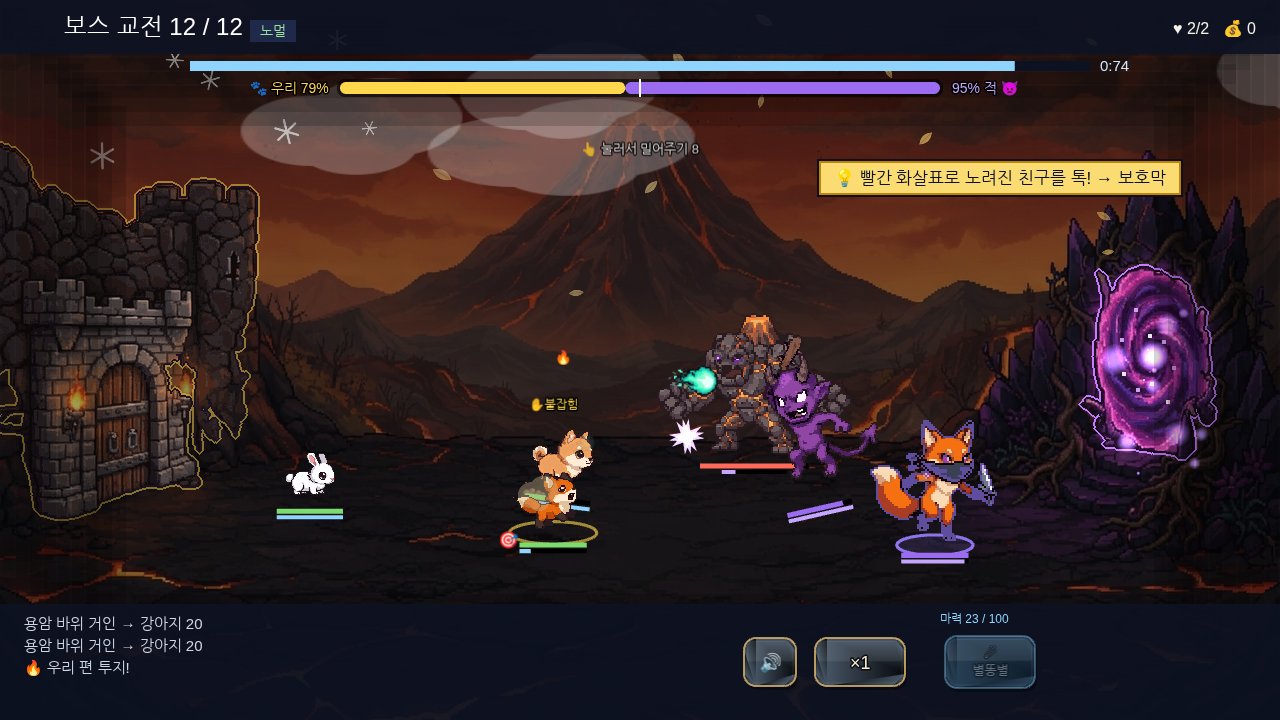 보스 교전 12 / 12
노멀
♥ 2/2 💰 0
0:74
🐾 우리 79%
95% 적 😈
👆 눌러서 밀어주기 8
💡 빨간 화살표로 노려진 친구를 톡! → 보호막
✋붙잡힘
용암 바위 거인 → 강아지 20
용암 바위 거인 → 강아지 20
🔥 우리 편 투지!
×1
마력 23 / 100
별똥별